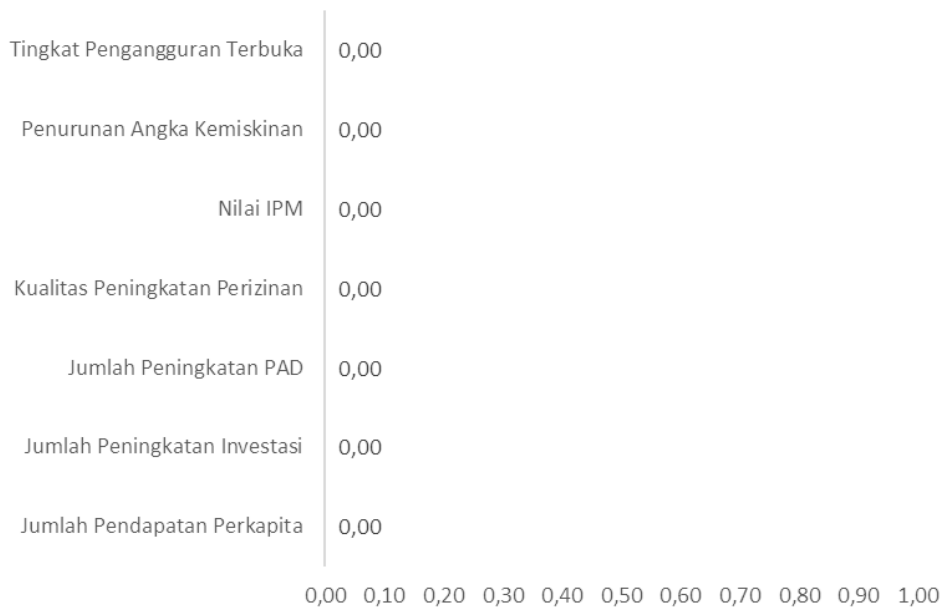 Tingkat Pengangguran Terbuka 0,00
Penurunan Angka Kemiskinan 0,00
Nilai IPM 0,00
Kualitas Peningkatan Perizinan 0,00
Jumlah Peningkatan PAD 0,00
Jumlah Peningkatan Investasi 0,00
Jumlah Pendapatan Perkapita 0,00
0,00 0,10 0,20 0,30 0,40 0,50 0,60 0,70 0,80 0,90 1,00